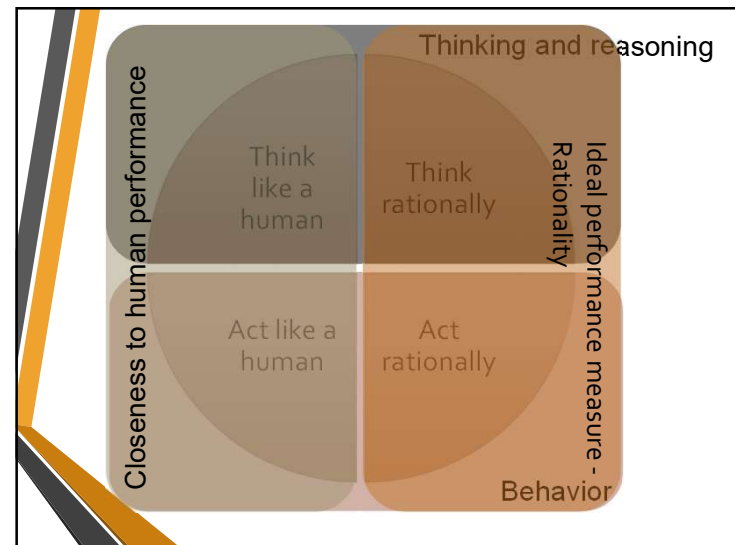 Thinking and reasoning
Closeness to human performance
Think
like a
human
Think
rationally
Ideal performance measure -
Rationality
Act like a
human
Act
rationally
Behavior